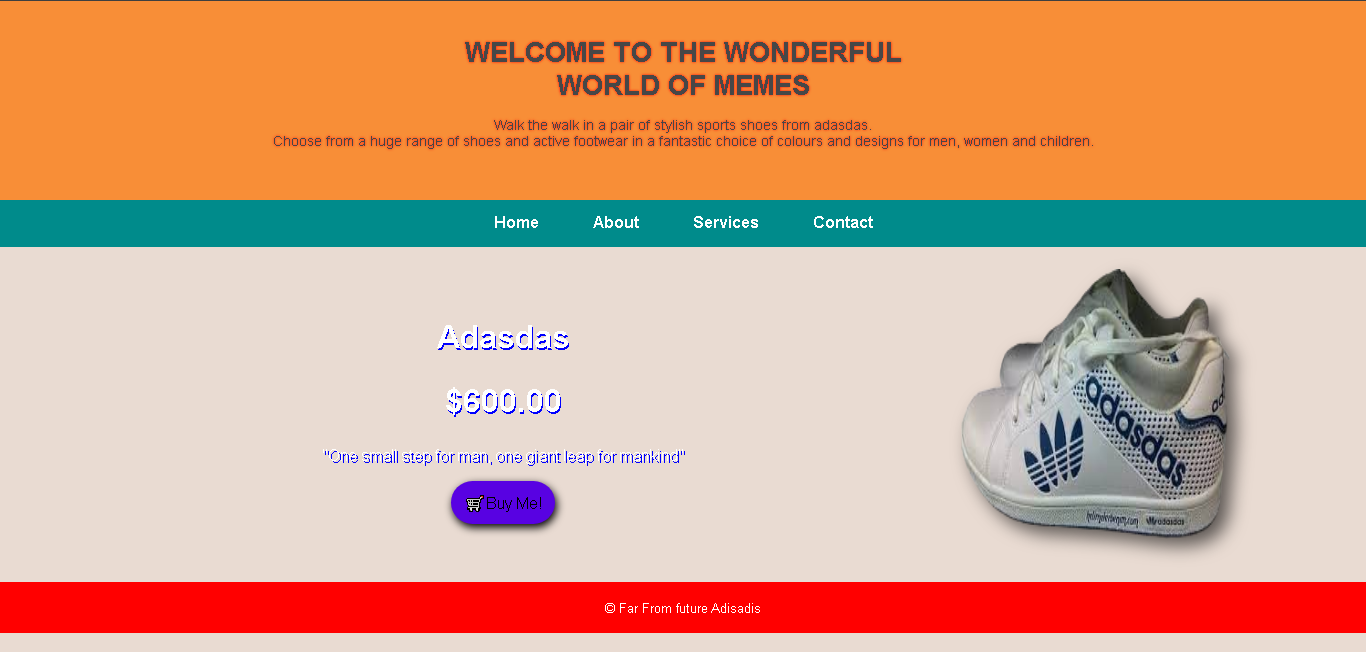 WELCOME TO THE WONDERFUL
WORLD OF MEMES
Walk the walk in a pair of stylish sports shoes from adasdas.
Choose from a huge range of shoes and active footwear in a fantastic choice of colours and designs for men, women and children.
Home About Services Contact
Adasdas
$600.00
"One small step for man, one giant leap for mankind"
Buy Me!
adasdas
adasdas
© Far From future Adisadis